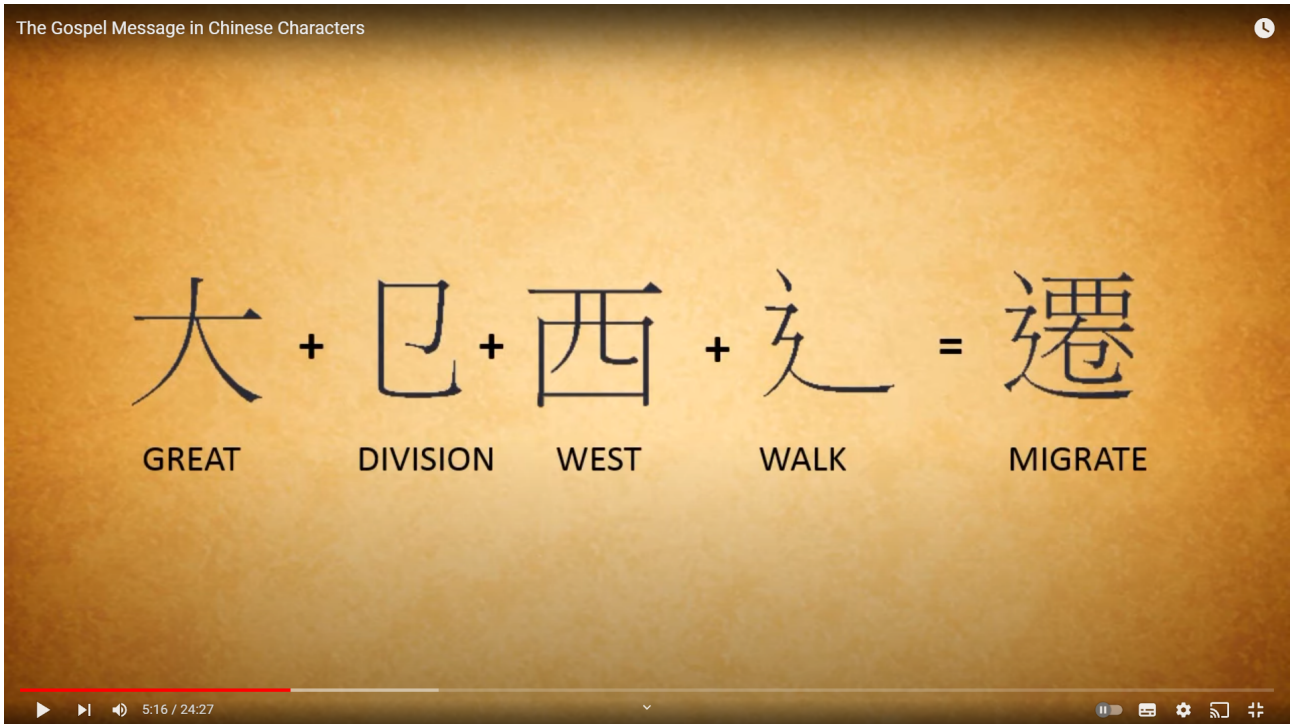 The Gospel Message in Chinese Characters
大 + 㔾 + 西 + 辶 = 遷
GREAT DIVISION WEST WALK MIGRATE
5:16 / 24:27